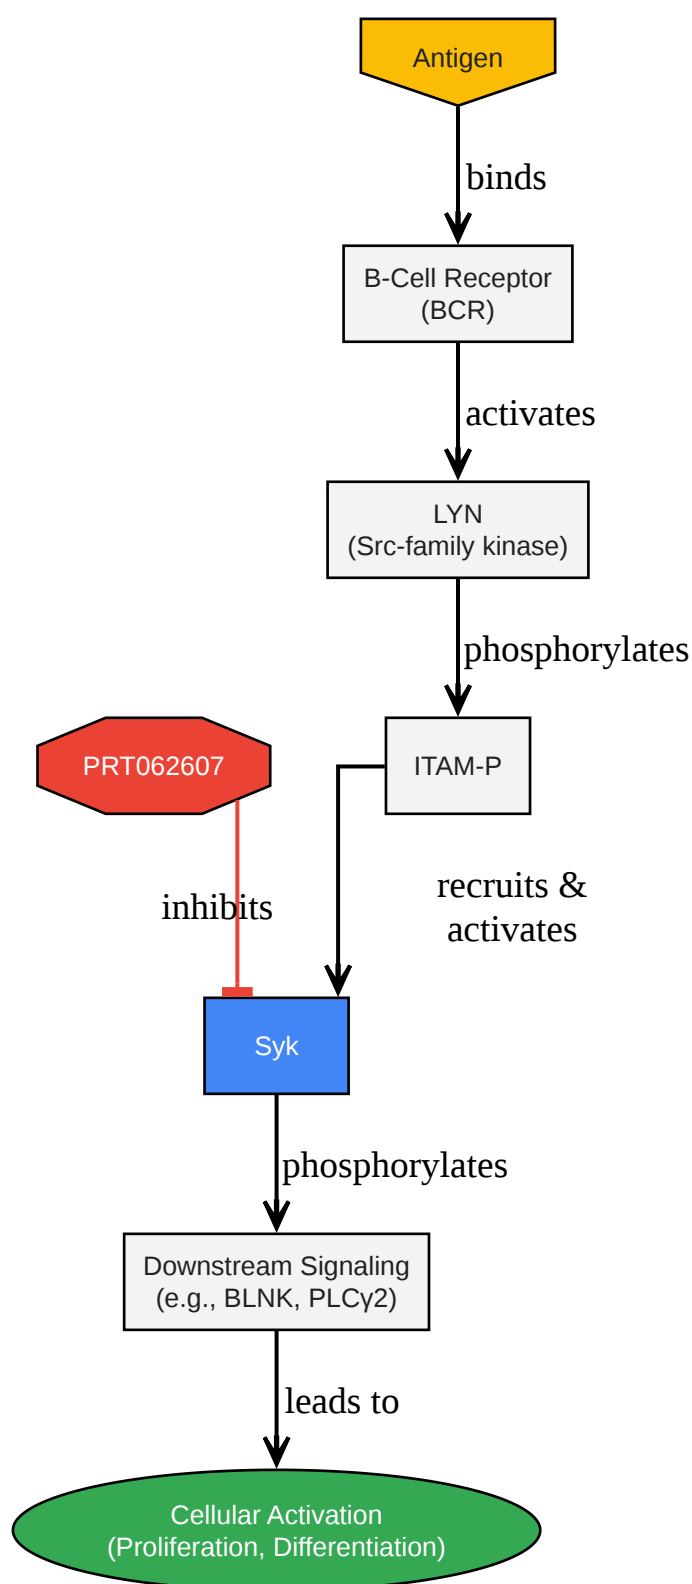 Antigen
binds
B-Cell Receptor
(BCR)
activates
LYN
(Src-family kinase)
phosphorylates
PRT062607
ITAM-P
inhibits
recruits &
activates
Syk
phosphorylates
Downstream Signaling
(e.g., BLNK, PLCγ2)
leads to
Cellular Activation
(Proliferation, Differentiation)